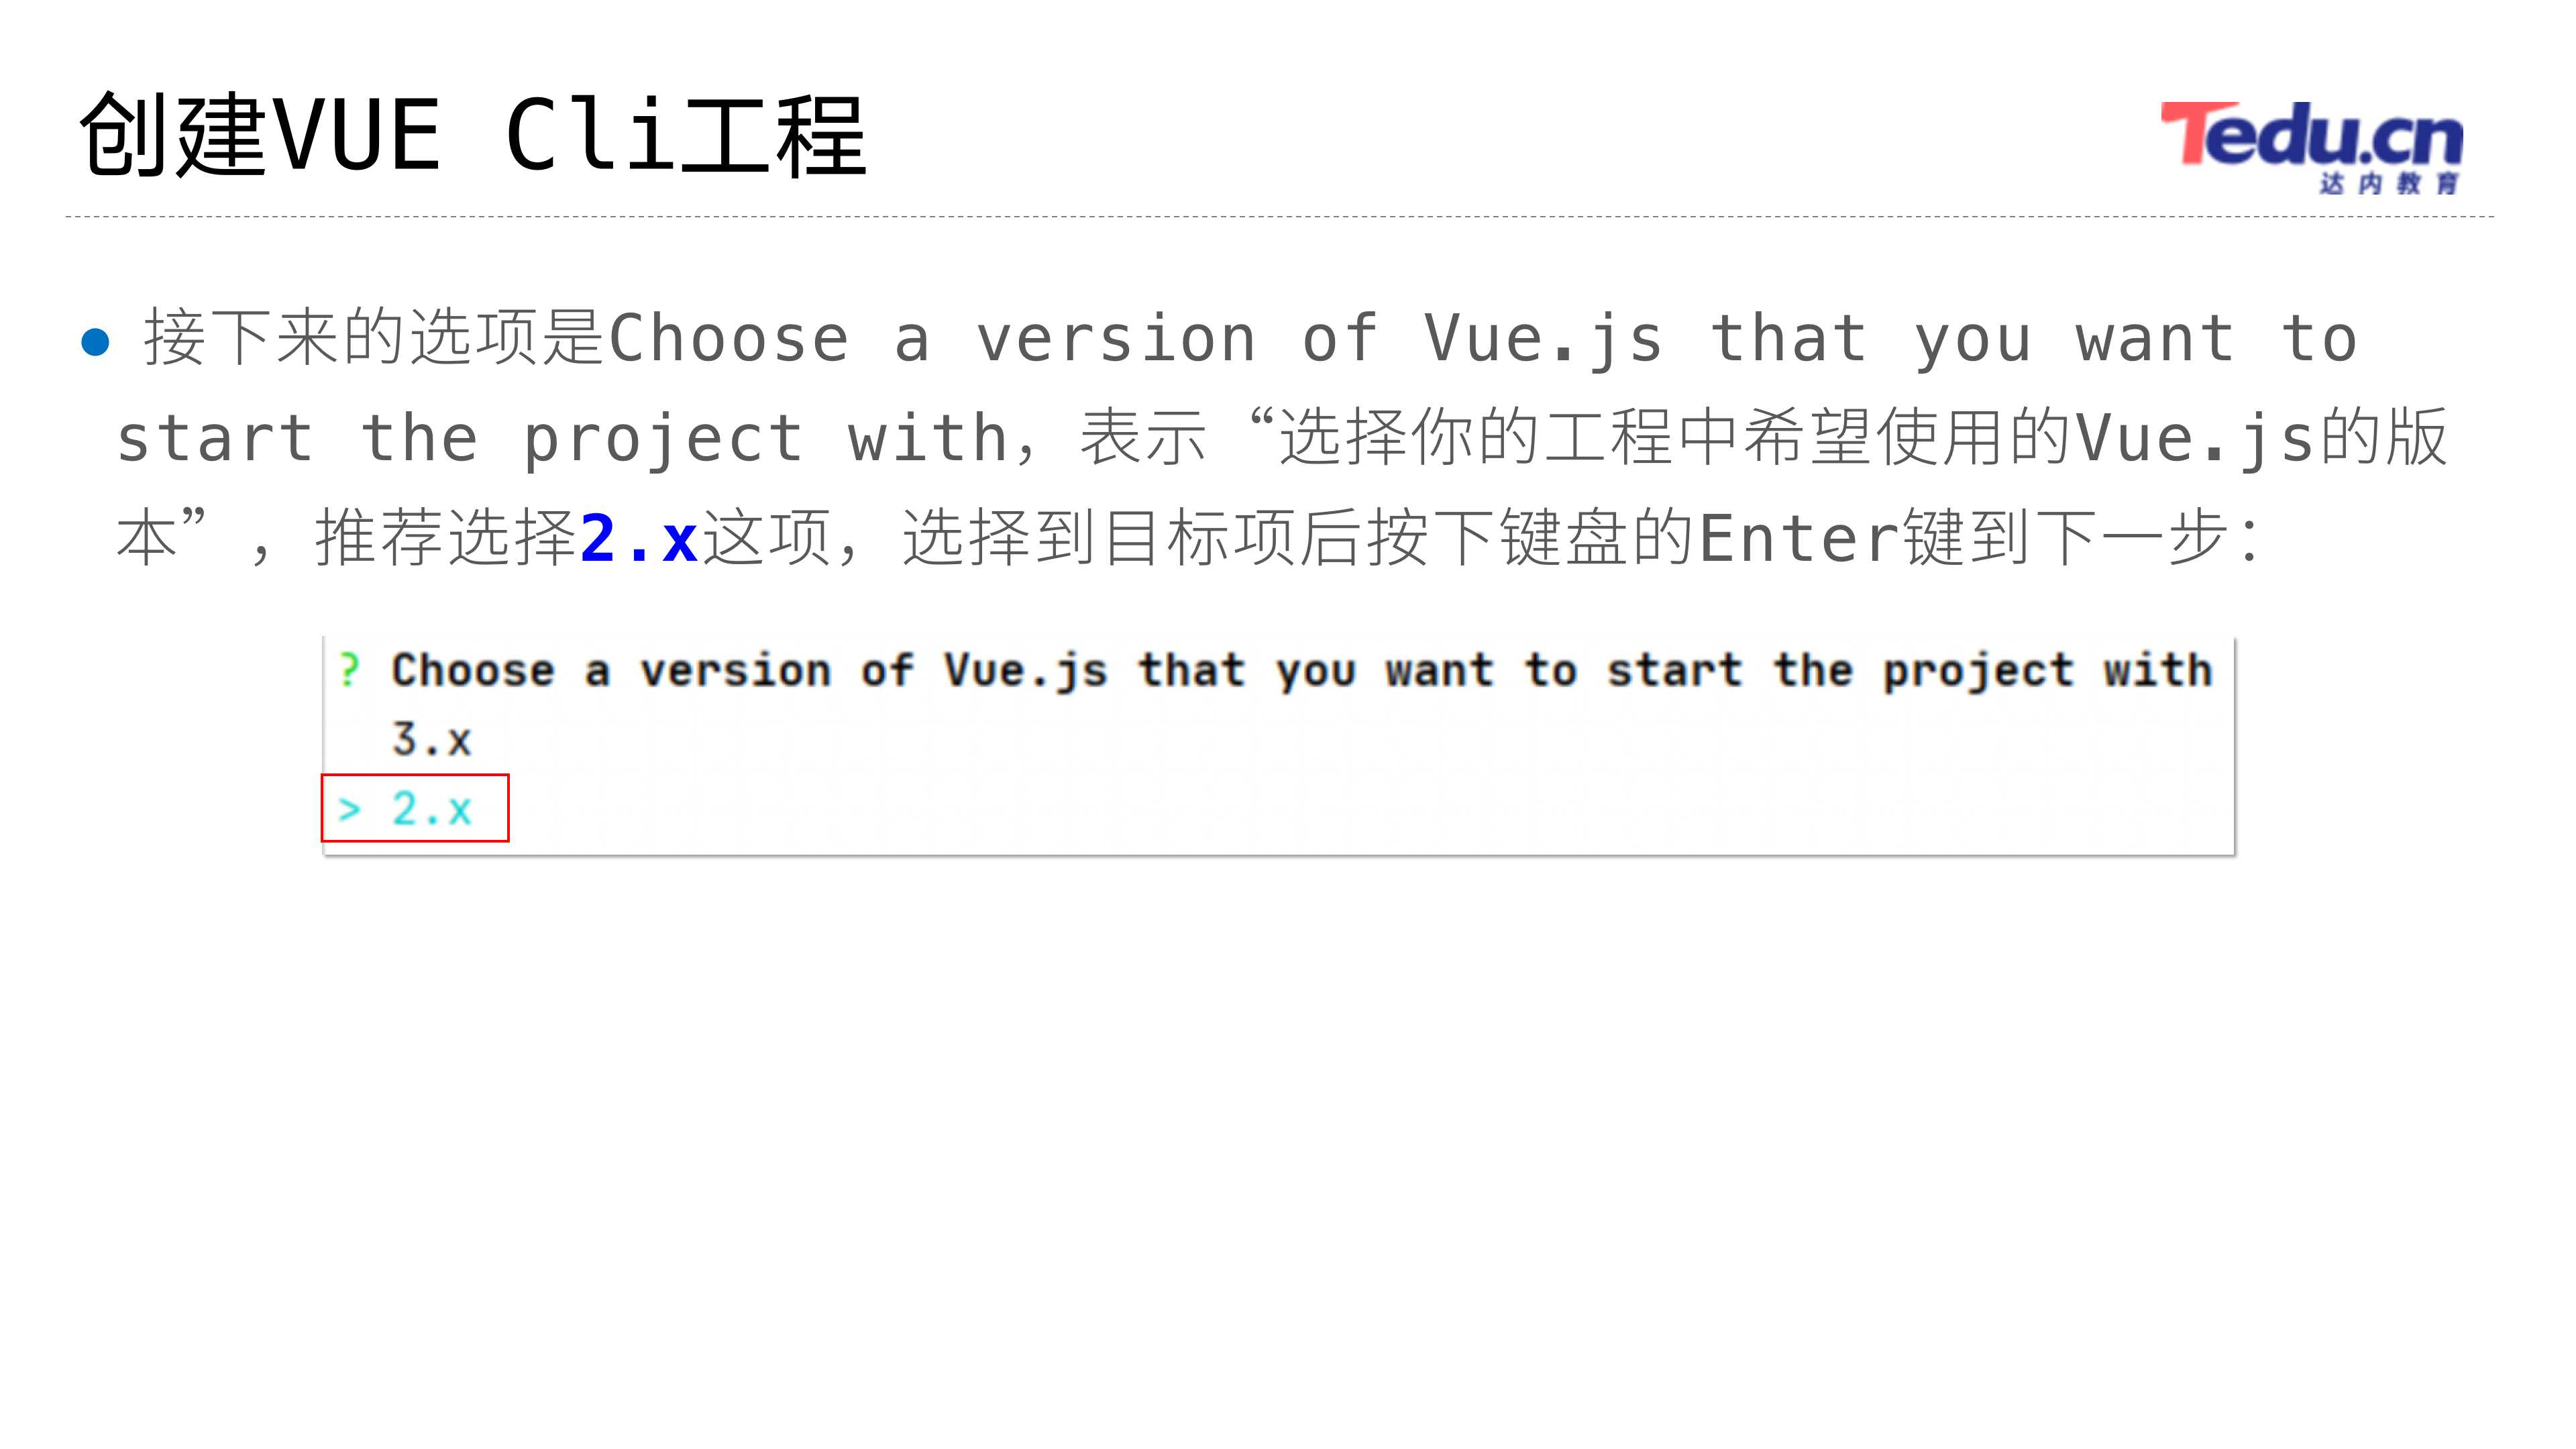 创建VUE Cli工程
Tedu.cn
达内教育
● 接下来的选项是Choose a version of Vue.js that you want to
start the project with，表示“选择你的工程中希望使用的Vue.js的版
本”，推荐选择2.x这项，选择到目标项后按下键盘的Enter键到下一步：
? Choose a version of Vue.js that you want to start the project with
3.x
> 2.x